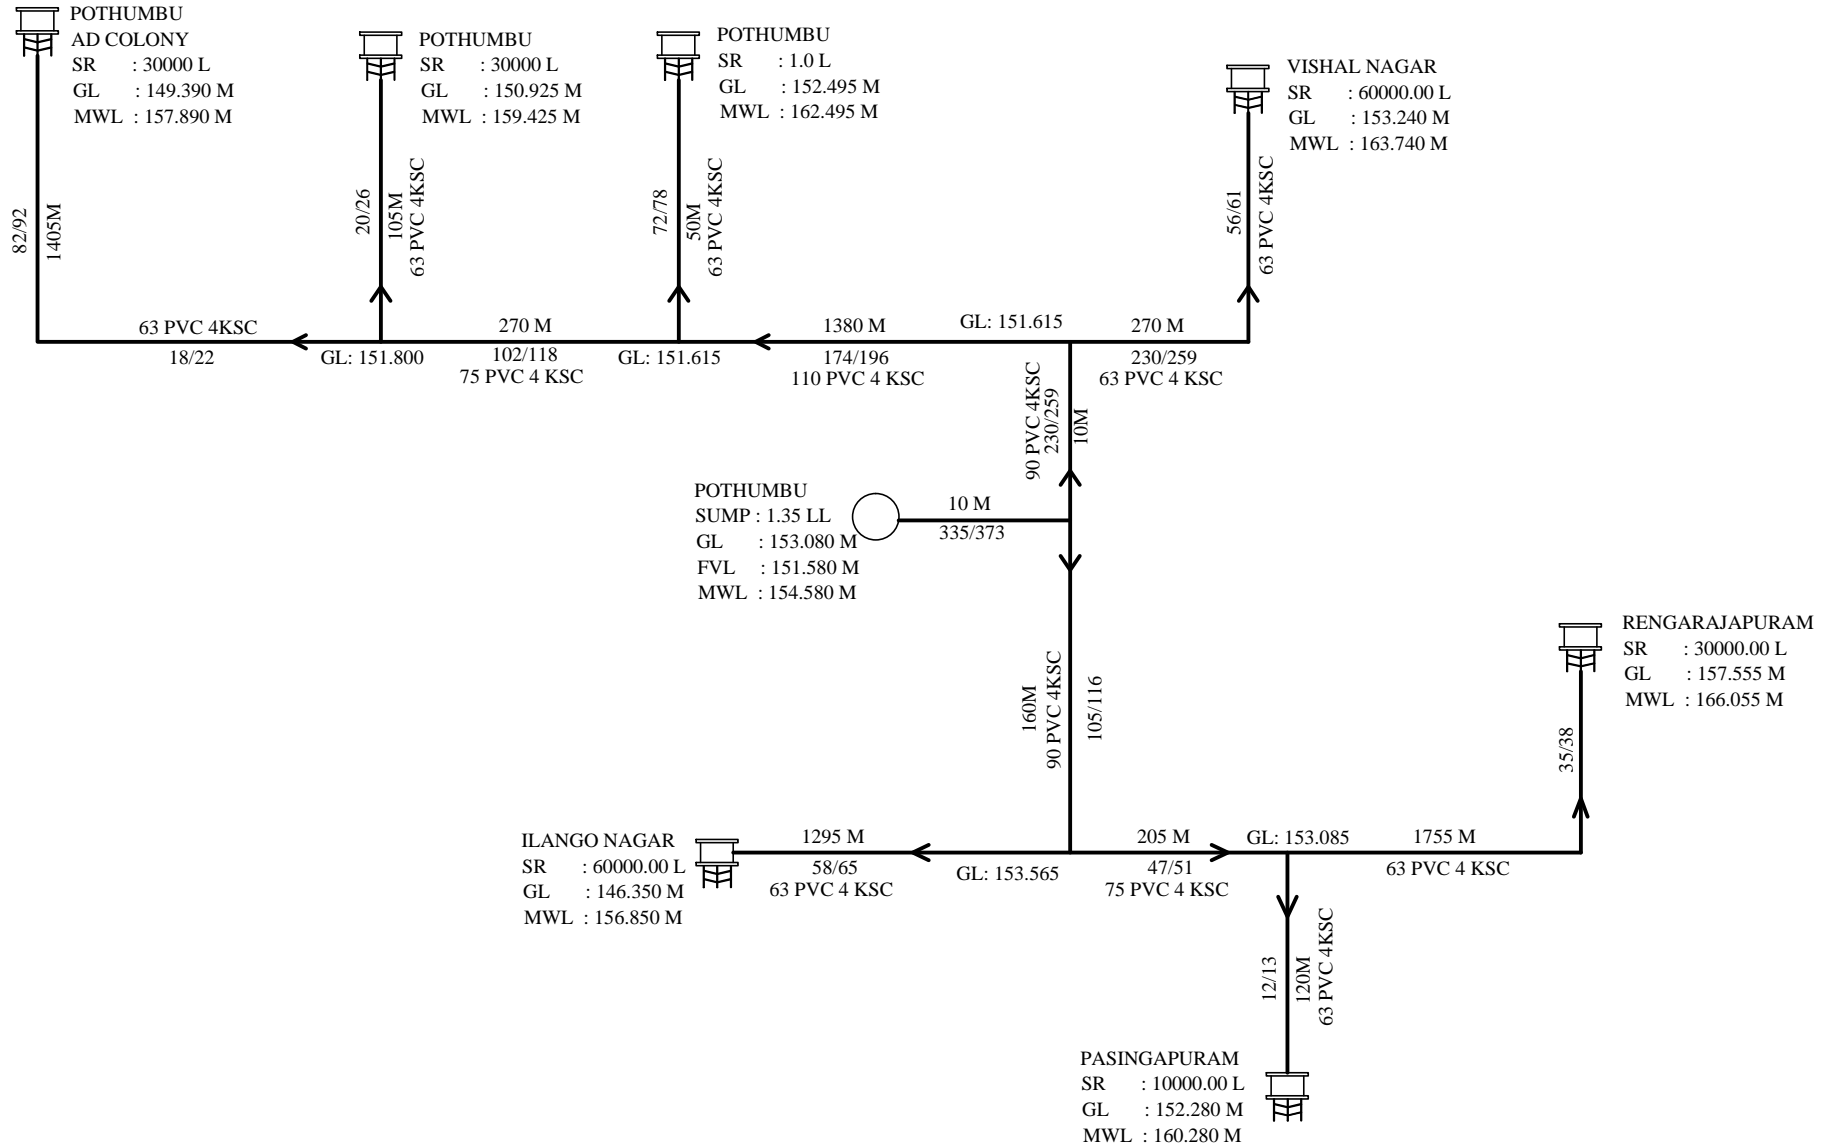 POTHUMBU
AD COLONY
SR : 30000 L
GL : 149.390 M
MWL : 157.890 M
POTHUMBU
SR : 30000 L
GL : 150.925 M
MWL : 159.425 M
POTHUMBU
SR : 1.0 L
GL : 152.495 M
MWL : 162.495 M
VISHAL NAGAR
SR : 60000.00 L
GL : 153.240 M
MWL : 163.740 M
82/92
1405M
20/26
105M
63 PVC 4KSC
72/78
50M
63 PVC 4KSC
56/61
63 PVC 4KSC
63 PVC 4KSC
18/22
GL: 151.800
270 M
102/118
75 PVC 4 KSC
GL: 151.615
1380 M
174/196
110 PVC 4 KSC
GL: 151.615
270 M
230/259
63 PVC 4 KSC
90 PVC 4KSC
230/259
10M
POTHUMBU
SUMP : 1.35 LL
GL : 153.080 M
FVL : 151.580 M
MWL : 154.580 M
10 M
335/373
160M
90 PVC 4KSC
105/116
RENGARAJAPURAM
SR : 30000.00 L
GL : 157.555 M
MWL : 166.055 M
35/38
ILANGO NAGAR
SR : 60000.00 L
GL : 146.350 M
MWL : 156.850 M
1295 M
58/65
63 PVC 4 KSC
GL: 153.565
205 M
47/51
75 PVC 4 KSC
GL: 153.085
1755 M
63 PVC 4 KSC
12/13
120M
63 PVC 4KSC
PASINGAPURAM
SR : 10000.00 L
GL : 152.280 M
MWL : 160.280 M